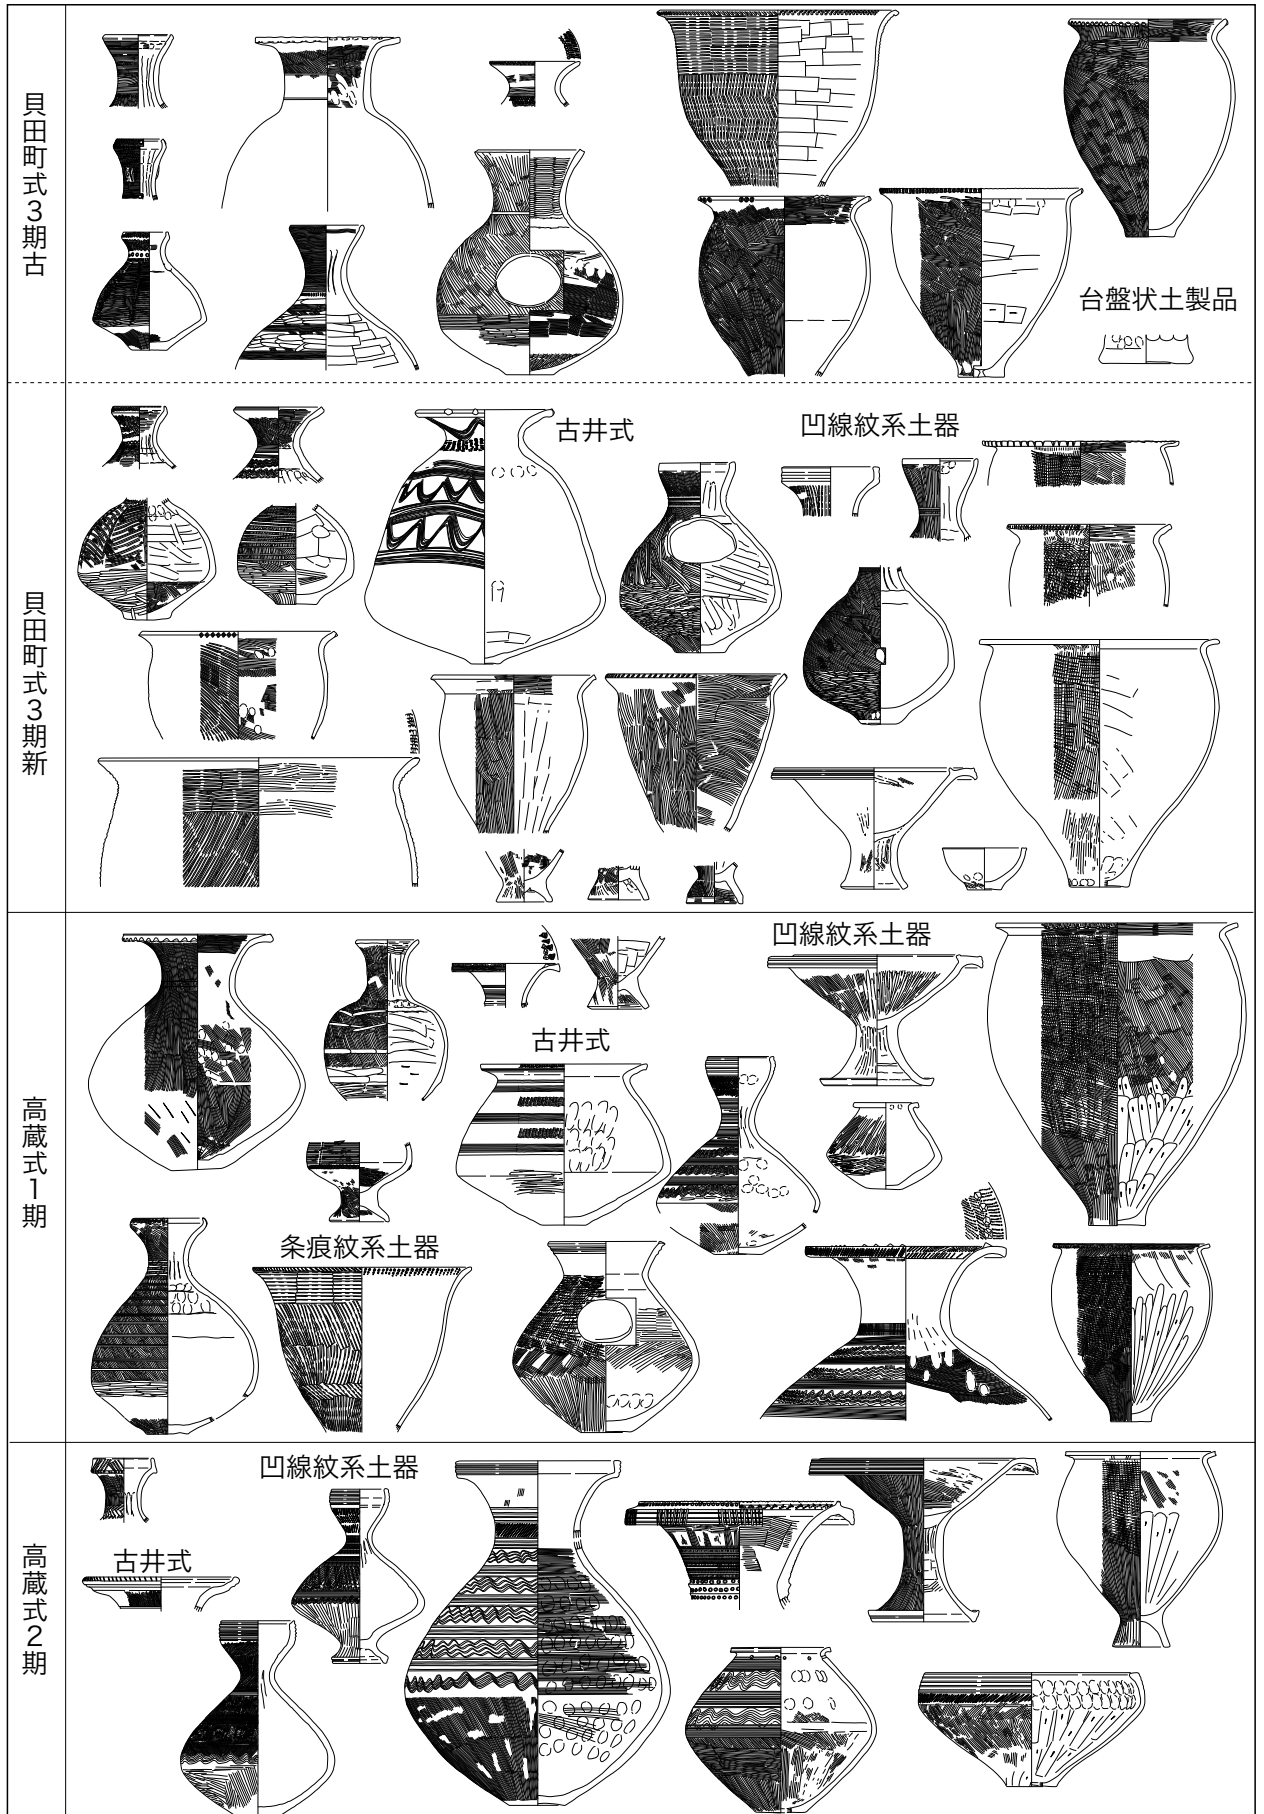 貝田町式3期古
台盤状土製品
貝田町式3期新
古井式
凹線紋系土器
高蔵式1期
凹線紋系土器
古井式
条痕紋系土器
高蔵式2期
凹線紋系土器
古井式